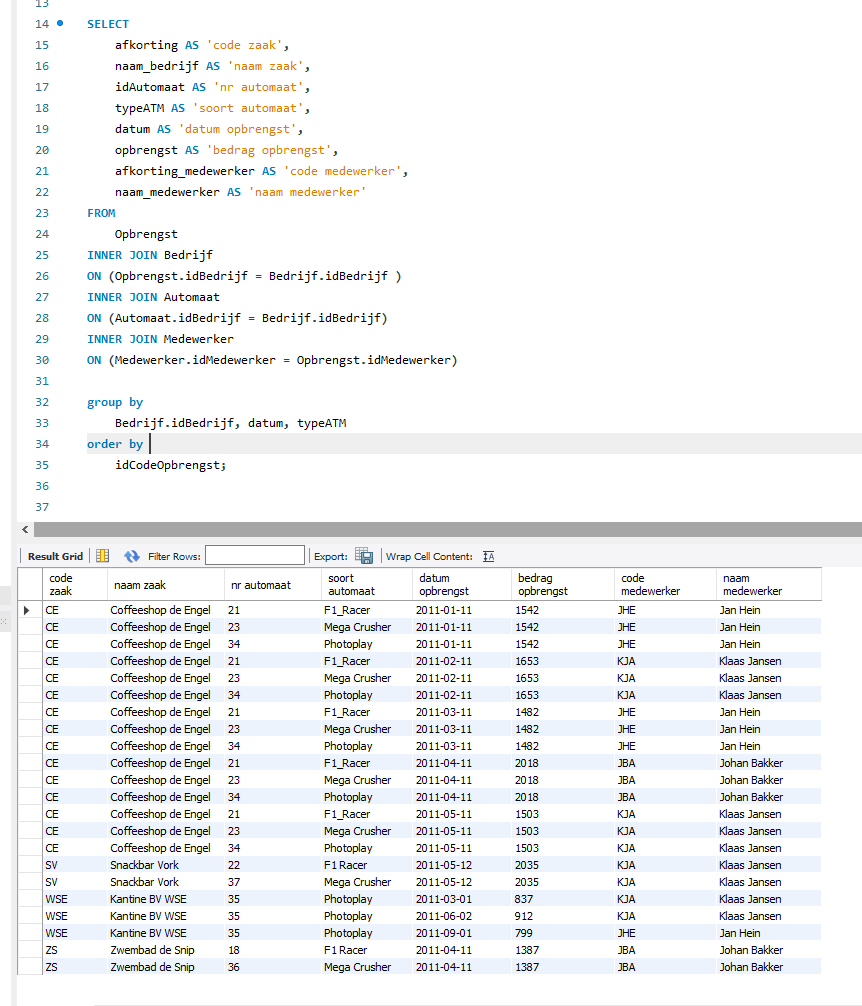 13
14 SELECT
15 afkorting AS 'code zaak',
16 naam_bedrijf AS 'naam zaak',
17 idAutomaat AS 'nr automaat',
18 typeATM AS 'soort automaat',
19 datum AS 'datum opbrengst',
20 opbrengst AS 'bedrag opbrengst',
21 afkorting_medewerker AS 'code medewerker',
22 naam_medewerker AS 'naam medewerker'
23 FROM
24 Opbrengst
25 INNER JOIN Bedrijf
26 ON (Opbrengst.idBedrijf = Bedrijf.idBedrijf )
27 INNER JOIN Automaat
28 ON (Automaat.idBedrijf = Bedrijf.idBedrijf)
29 INNER JOIN Medewerker
30 ON (Medewerker.idMedewerker = Opbrengst.idMedewerker)
31
32 group by
33 Bedrijf.idBedrijf, datum, typeATM
34 order by
35 idCodeOpbrengst;
36
37
Result Grid Filter Rows: Export: Wrap Cell Content: IA
code zaak naam zaak nr automaat soort automaat datum opbrengst bedrag opbrengst code medewerker naam medewerker
CE Coffeeshop de Engel 21 F1_Racer 2011-01-11 1542 JHE Jan Hein
CE Coffeeshop de Engel 23 Mega Crusher 2011-01-11 1542 JHE Jan Hein
CE Coffeeshop de Engel 34 Photoplay 2011-01-11 1542 JHE Jan Hein
CE Coffeeshop de Engel 21 F1_Racer 2011-02-11 1653 KJA Klaas Jansen
CE Coffeeshop de Engel 23 Mega Crusher 2011-02-11 1653 KJA Klaas Jansen
CE Coffeeshop de Engel 34 Photoplay 2011-02-11 1653 KJA Klaas Jansen
CE Coffeeshop de Engel 21 F1_Racer 2011-03-11 1482 JHE Jan Hein
CE Coffeeshop de Engel 23 Mega Crusher 2011-03-11 1482 JHE Jan Hein
CE Coffeeshop de Engel 34 Photoplay 2011-03-11 1482 JHE Jan Hein
CE Coffeeshop de Engel 21 F1_Racer 2011-04-11 2018 JBA Johan Bakker
CE Coffeeshop de Engel 23 Mega Crusher 2011-04-11 2018 JBA Johan Bakker
CE Coffeeshop de Engel 34 Photoplay 2011-04-11 2018 JBA Johan Bakker
CE Coffeeshop de Engel 21 F1_Racer 2011-05-11 1503 KJA Klaas Jansen
CE Coffeeshop de Engel 23 Mega Crusher 2011-05-11 1503 KJA Klaas Jansen
CE Coffeeshop de Engel 34 Photoplay 2011-05-11 1503 KJA Klaas Jansen
SV Snackbar Vork 22 F1 Racer 2011-05-12 2035 KJA Klaas Jansen
SV Snackbar Vork 37 Mega Crusher 2011-05-12 2035 KJA Klaas Jansen
WSE Kantine BV WSE 35 Photoplay 2011-03-01 837 KJA Klaas Jansen
WSE Kantine BV WSE 35 Photoplay 2011-06-02 912 KJA Klaas Jansen
WSE Kantine BV WSE 35 Photoplay 2011-09-01 799 JHE Jan Hein
ZS Zwembad de Snip 18 F1 Racer 2011-04-11 1387 JBA Johan Bakker
ZS Zwembad de Snip 36 Mega Crusher 2011-04-11 1387 JBA Johan Bakker